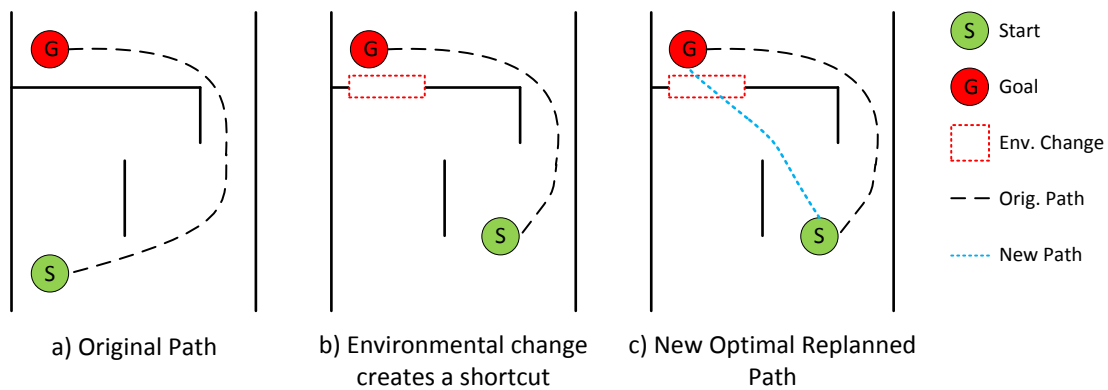 G
S
a) Original Path
G
S
b) Environmental change
creates a shortcut
G
S
c) New Optimal Replanned
Path
S Start
G Goal
Env. Change
Orig. Path
New Path